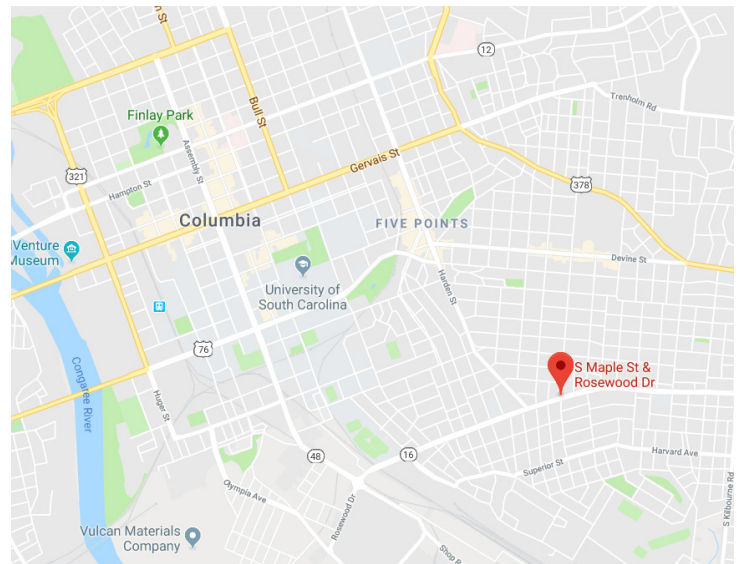 n St
12
Finlay Park
Bull St
Trenholm Rd
Assembly St
Gervais St
321
Hampton St
378
Columbia
FIVE POINTS
Venture
Museum
Devine St
University of
South Carolina
Harden St
76
S Maple St &
Rosewood Dr
Congaree River
Huger St
48
16
Harvard Ave
Superior St
Olympia Ave
Rosewood Dr
S Kilbourne Rd
Vulcan Materials
Company
Shop R